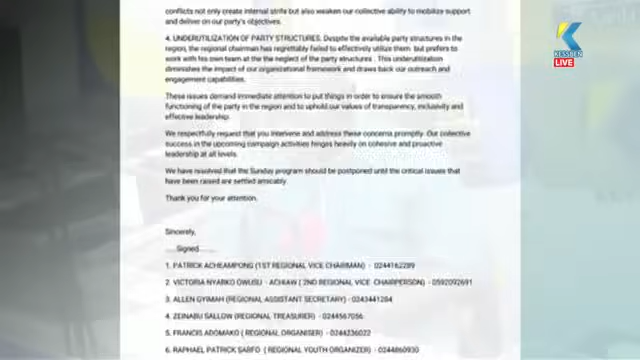 conflicts not only create internal strife but also weaken our collective ability to mobilize support
and deliver on our party's objectives.
4. UNDERUTILIZATION OF PARTY STRUCTURES. Despite the available party structures in the
region, the regional chairman has regrettably failed to effectively utilize them but prefers to
work with his own team at the the neglect of the party structures . This underutilization
diminishes the impact of our organizational framework and draws back our outreach and
engagement capabilities.
These issues demand immediate attention to put things in order to ensure the smooth
functioning of the party in the region and to uphold our values of transparency, inclusivity and
effective leadership.
We respectfully request that you intervene and address these concerns promptly. Our collective
success in the upcoming campaign activities hinges heavily on cohesive and proactive
leadership at all levels.
We have resolved that the Sunday program should be postponed until the critical issues that
have been raised are settled amicably.
Thank you for your attention.
Sincerely,
......Signed.........
1. PATRICK ACHEAMPONG (1ST REGIONAL VICE CHAIRMAN) - 0244162289
2. VICTORIA NYARKO OWUSU - ACHIAW ( 2ND REGIONAL VICE CHAIRPERSON) - 0592092691
3. ALLEN GYIMAH (REGIONAL ASSISTANT SECRETARY) - 0243441284
4. ZEINABU SALLOW (REGIONAL TREASURER) - 0244567056
5. FRANCIS ADOMAKO ( REGIONAL ORGANISER) - 0244236022
6. RAPHAEL PATRICK SARFO ( REGIONAL YOUTH ORGANIZER) - 0244860930
KESSBEN
LIVE